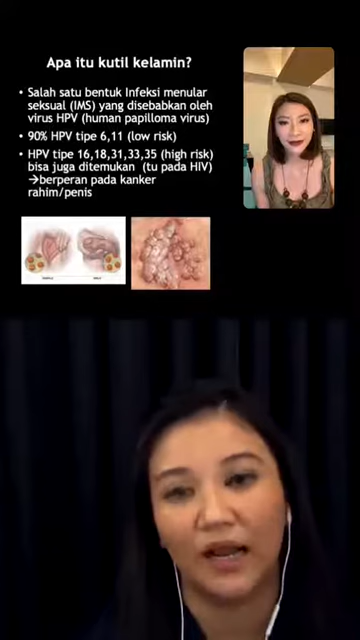 Apa itu kutil kelamin?
• Salah satu bentuk Infeksi menular
seksual (IMS) yang disebabkan oleh
virus HPV (human papilloma virus)
• 90% HPV tipe 6,11 (low risk)
• HPV tipe 16,18,31,33,35 (high risk)
bisa juga ditemukan (tu pada HIV)
→berperan pada kanker
rahim/penis